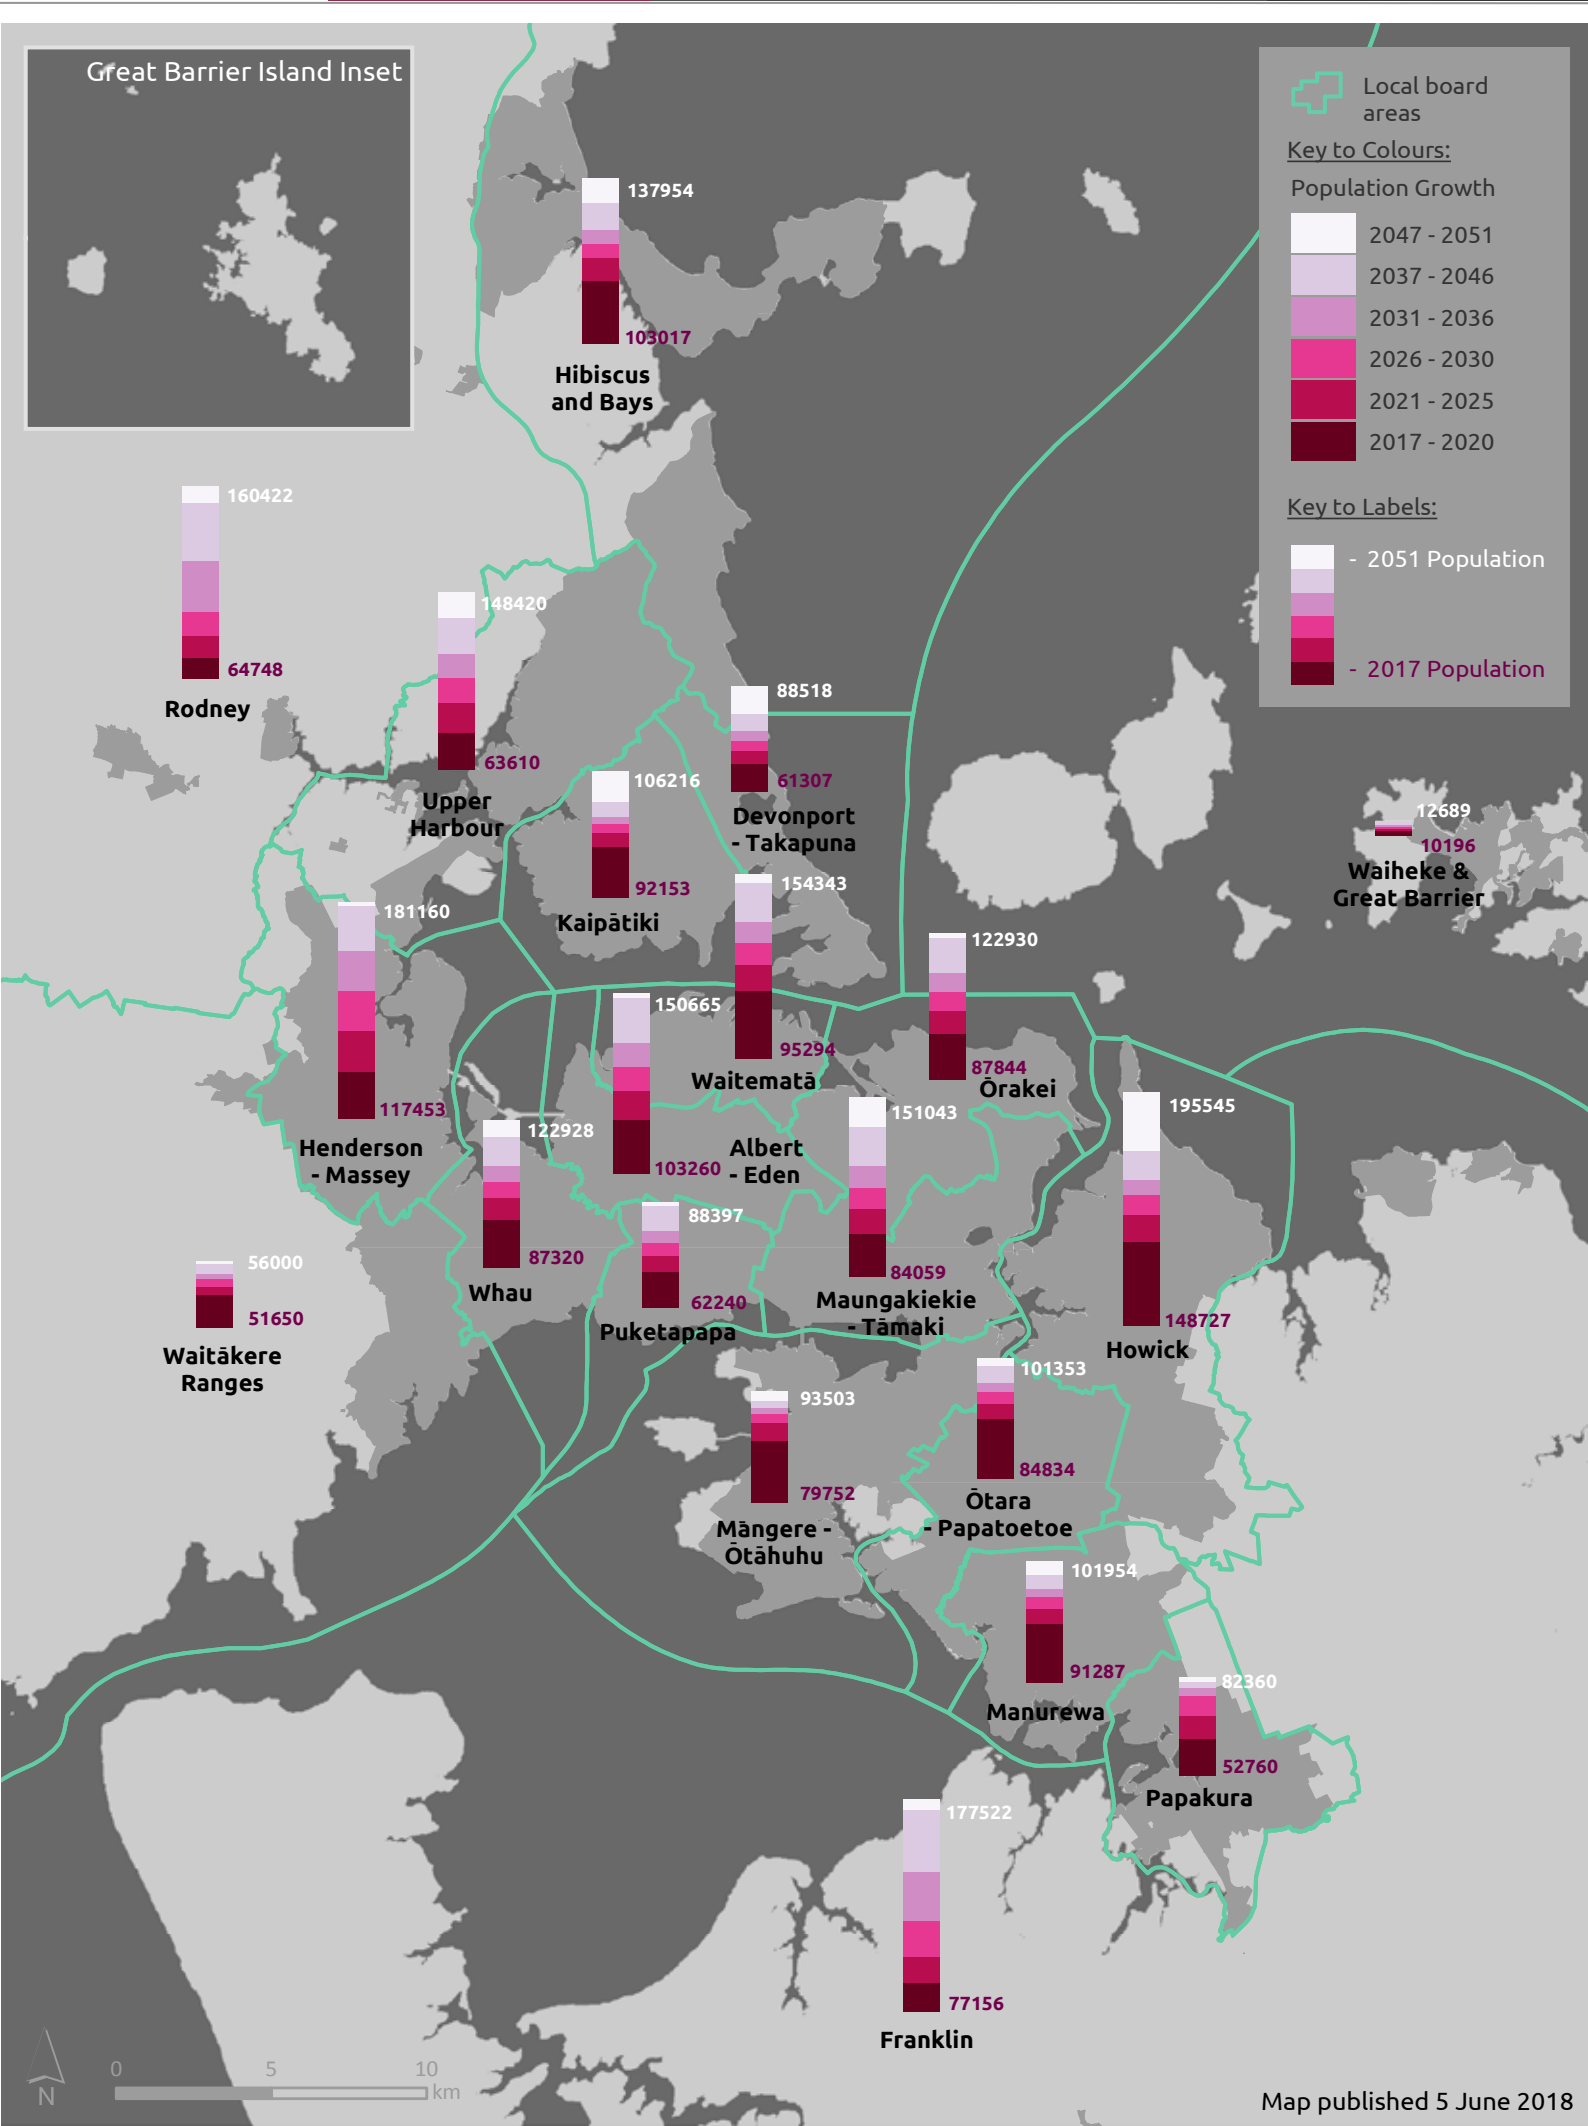 Great Barrier Island Inset
Local board
areas
Key to Colours:
Population Growth
2047 - 2051
2037 - 2046
2031 - 2036
2026 - 2030
2021 - 2025
2017 - 2020
Key to Labels:
- 2051 Population
- 2017 Population
137954
103017
Hibiscus
and Bays
160422
64748
Rodney
148420
63610
Upper
Harbour
88518
61307
Devonport
- Takapuna
106216
92153
Kaipātiki
12689
10196
Waiheke &
Great Barrier
154343
95294
Waitematā
181160
117453
Henderson
- Massey
122930
87844
Ōrakei
150665
103260
Albert
- Eden
151043
84059
Maungakiekie
- Tāmaki
195545
148727
Howick
122928
87320
Whau
88397
62240
Puketapapa
56000
51650
Waitākere
Ranges
101353
84834
Ōtara
- Papatoetoe
93503
79752
Māngere -
Ōtāhuhu
101954
91287
Manurewa
82360
52760
Papakura
177522
77156
Franklin
N
0 5 10
km
Map published 5 June 2018